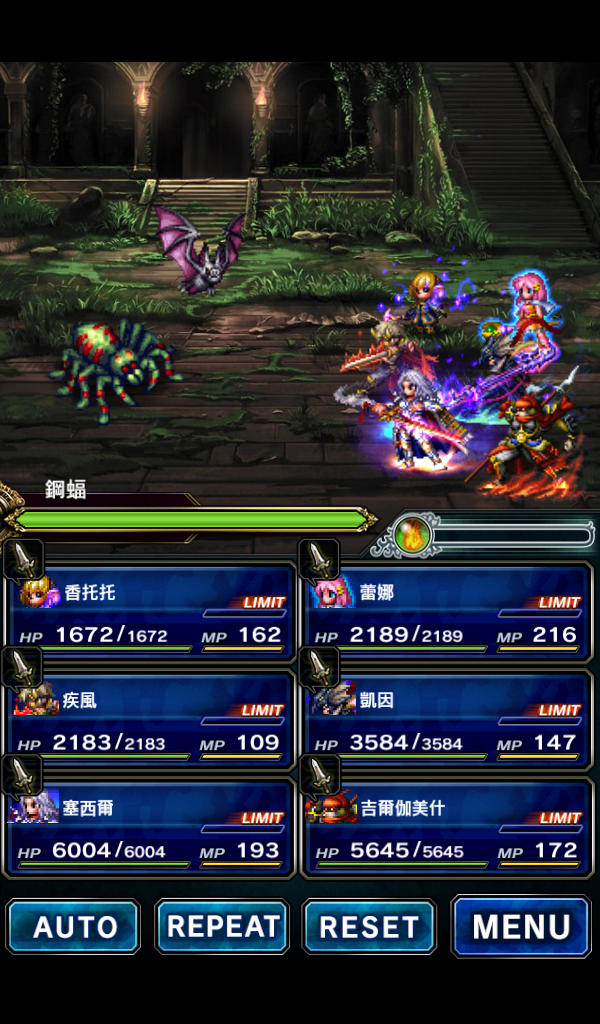 鋼蝠
香托托
LIMIT
HP 1672/1672 MP 162
蕾娜
LIMIT
HP 2189/2189 MP 216
疾風
LIMIT
HP 2183/2183 MP 109
凱因
LIMIT
HP 3584/3584 MP 147
塞西爾
LIMIT
HP 6004/6004 MP 193
吉爾伽美什
LIMIT
HP 5645/5645 MP 172
AUTO REPEAT RESET MENU